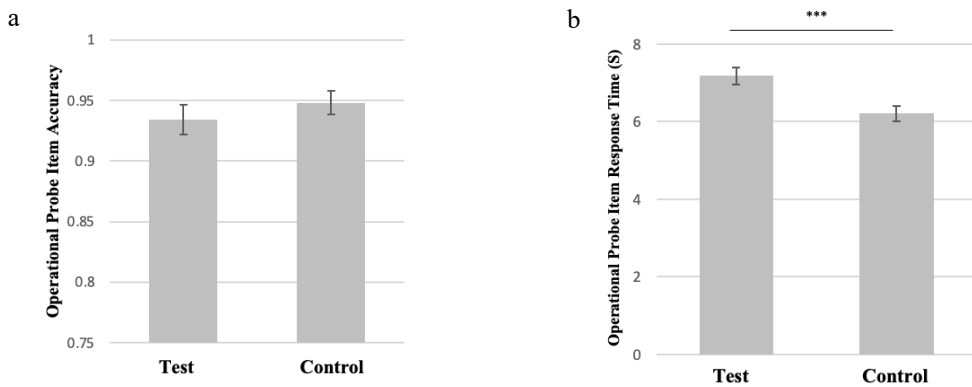 a
Operational Probe Item Accuracy
1
0.95
0.9
0.85
0.8
0.75
Test
Control
b
Operational Probe Item Response Time (S)
***
8
6
4
2
0
Test
Control